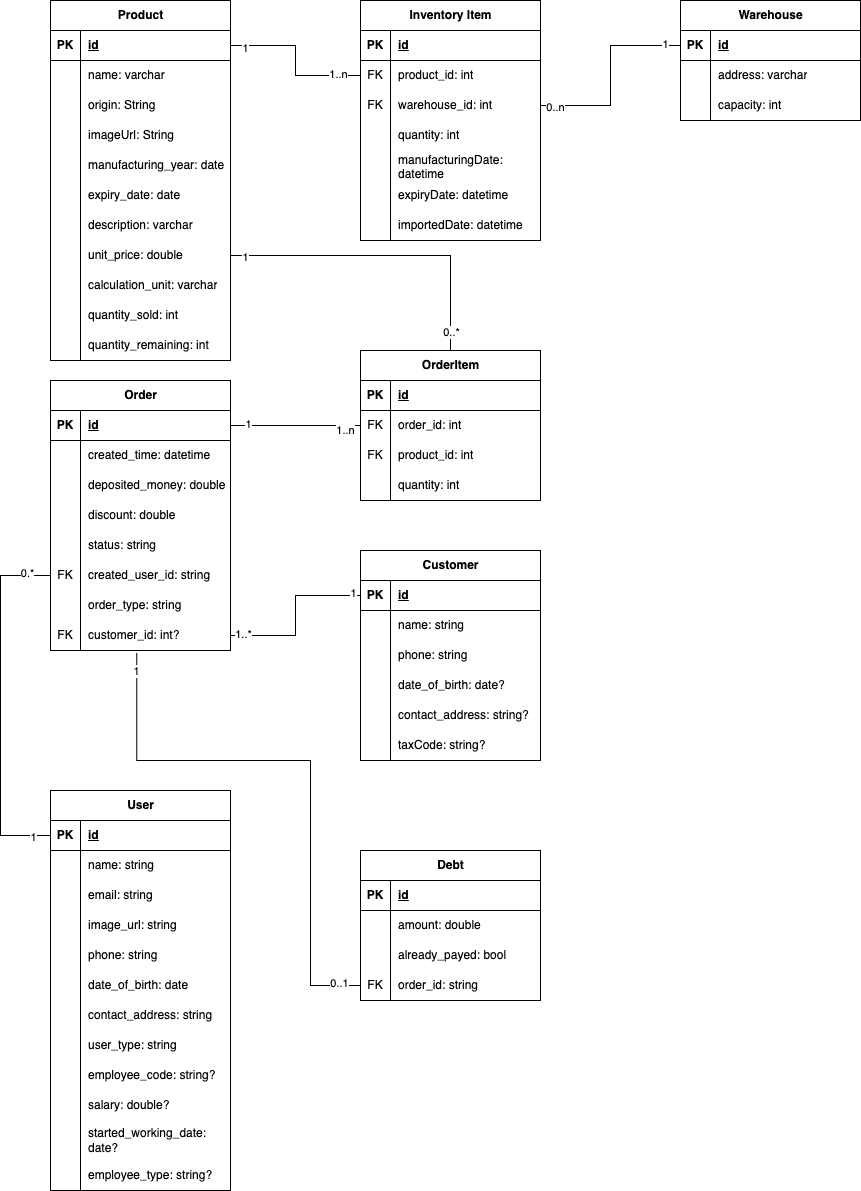 Product
PK id
name: varchar
origin: String
imageUrl: String
manufacturing_year: date
expiry_date: date
description: varchar
unit_price: double
calculation_unit: varchar
quantity_sold: int
quantity_remaining: int
1
1..n
1
0..*
Inventory Item
PK id
FK product_id: int
FK warehouse_id: int
quantity: int
manufacturingDate:
datetime
expiryDate: datetime
importedDate: datetime
0..n
1
Warehouse
PK id
address: varchar
capacity: int
Order
PK id
created_time: datetime
deposited_money: double
discount: double
status: string
FK created_user_id: string
order_type: string
FK customer_id: int?
1
1..n
0.*
1..*
1
1
OrderItem
PK id
FK order_id: int
FK product_id: int
quantity: int
Customer
PK id
name: string
phone: string
date_of_birth: date?
contact_address: string?
taxCode: string?
User
PK id
name: string
email: string
image_url: string
phone: string
date_of_birth: date
contact_address: string
user_type: string
employee_code: string?
salary: double?
started_working_date:
date?
employee_type: string?
1
0..1
Debt
PK id
amount: double
already_payed: bool
FK order_id: string